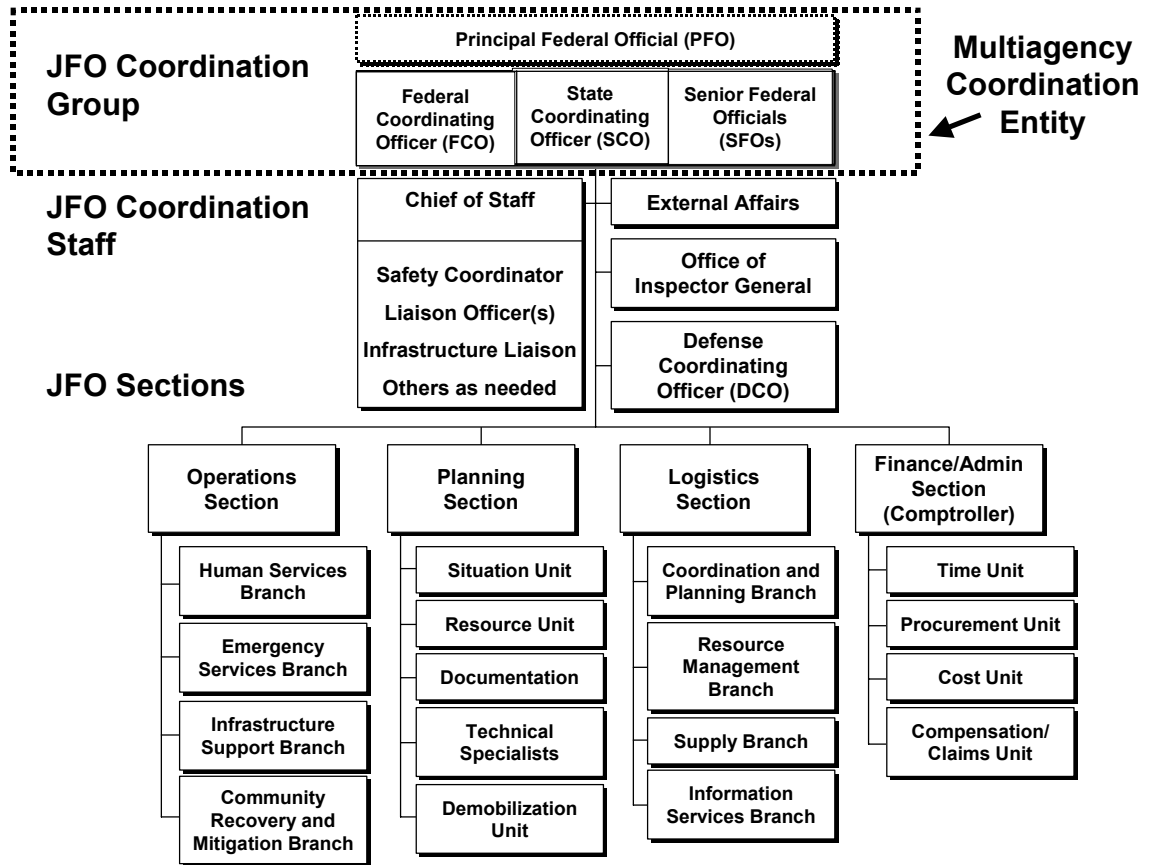 Principal Federal Official (PFO)
JFO Coordination
Group
Federal
Coordinating
Officer (FCO)
State
Coordinating
Officer (SCO)
Senior Federal
Officials
(SFOs)
Multiagency
Coordination
Entity
JFO Coordination
Staff
Chief of Staff
Safety Coordinator
Liaison Officer(s)
Infrastructure Liaison
Others as needed
External Affairs
Office of
Inspector General
Defense
Coordinating
Officer (DCO)
JFO Sections
Operations
Section
Human Services
Branch
Emergency
Services Branch
Infrastructure
Support Branch
Community
Recovery and
Mitigation Branch
Planning
Section
Situation Unit
Resource Unit
Documentation
Technical
Specialists
Demobilization
Unit
Logistics
Section
Coordination and
Planning Branch
Resource
Management
Branch
Supply Branch
Information
Services Branch
Finance/Admin
Section
(Comptroller)
Time Unit
Procurement Unit
Cost Unit
Compensation/
Claims Unit